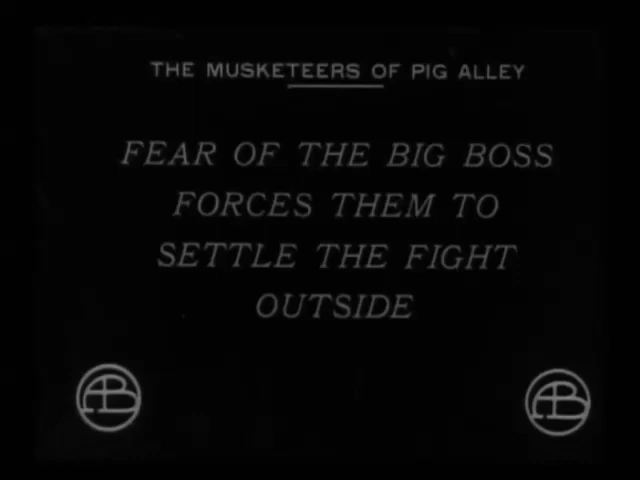 THE MUSKETEERS OF PIG ALLEY
FEAR OF THE BIG BOSS
FORCES THEM TO
SETTLE THE FIGHT
OUTSIDE
AB AB